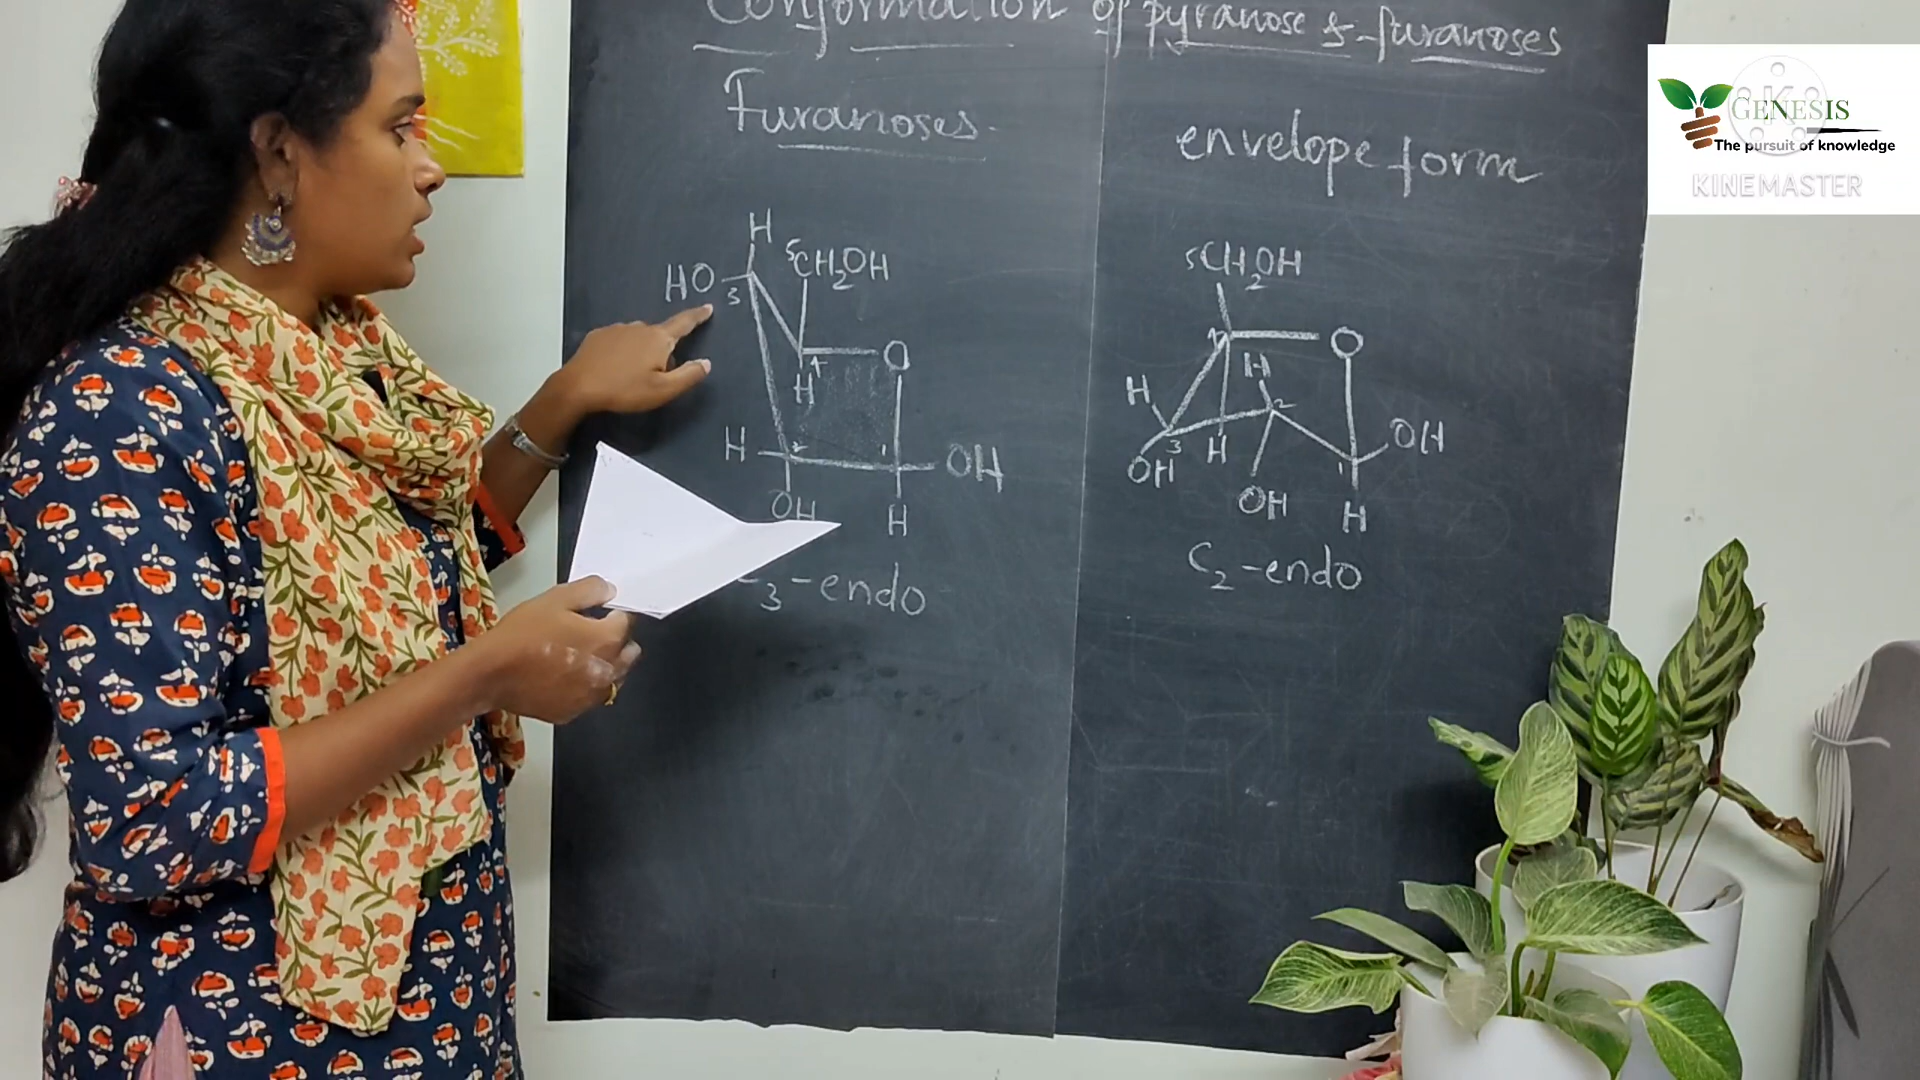 Conformation of pyranose & furanoses
Furanoses.
envelope form
H
HO 3
5CH2OH
O
4
H
H 2 1 OH
OH H
C3-endo
5CH2OH
4 O
H
H 2
3 H
OH
OH
1 OH
H
C2-endo
GENESIS
The pursuit of knowledge
KINEMASTER